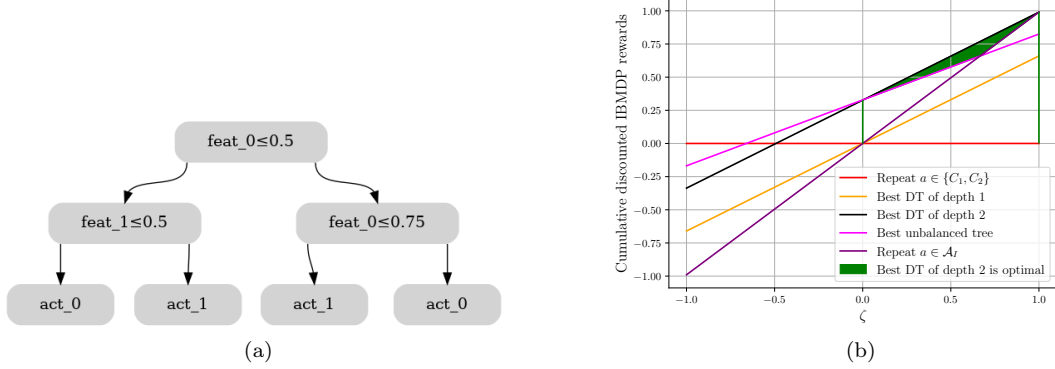 feat_0≤0.5
feat_1≤0.5 feat_0≤0.75
act_0 act_1 act_1 act_0
(a)
Cumulative discounted IBMDP rewards
1.00
0.75
0.50
0.25
0.00
−0.25
−0.50
−0.75
−1.00
Repeat a ∈ {C₁, C₂}
Best DT of depth 1
Best DT of depth 2
Best unbalanced tree
Repeat a ∈ 𝒜_I
Best DT of depth 2 is optimal
−1.0 −0.5 0.0 0.5 1.0
ζ
(b)